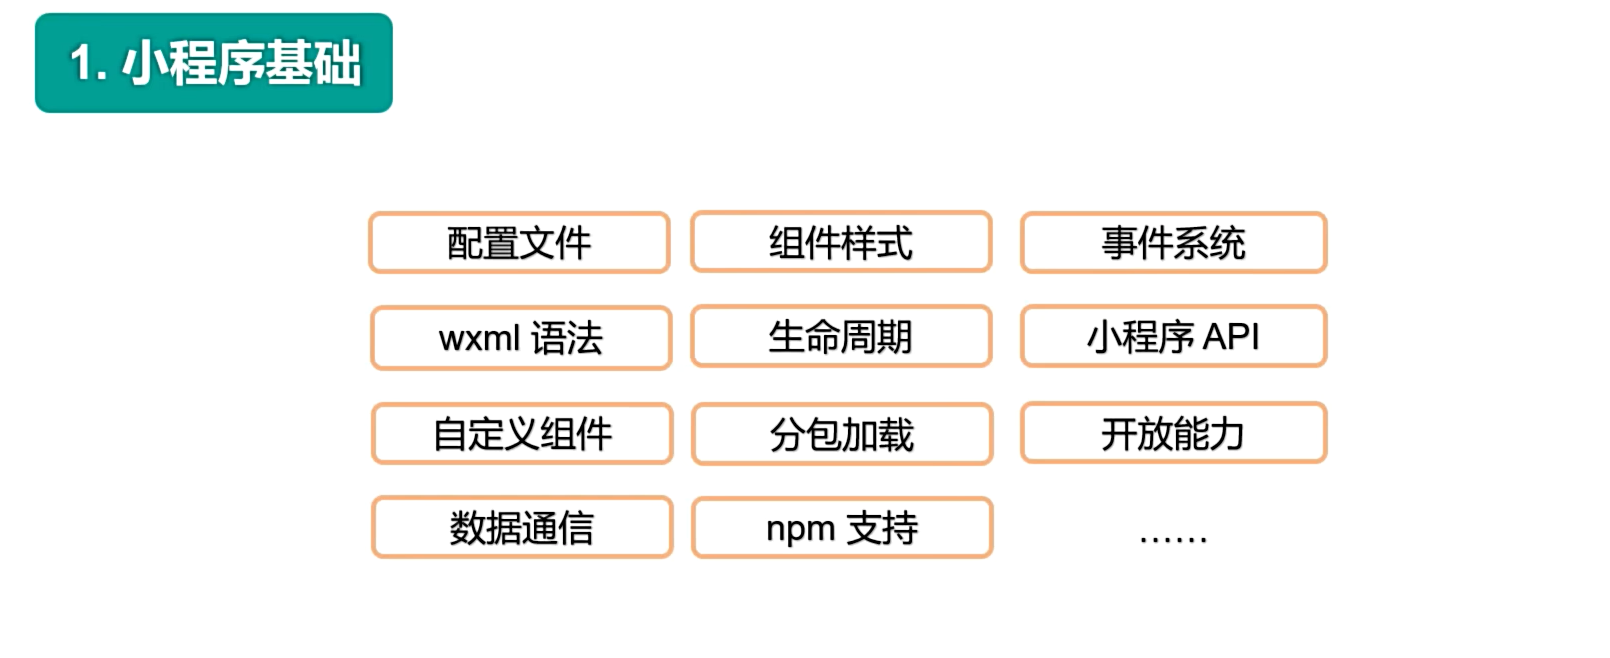 1. 小程序基础
配置文件
组件样式
事件系统
wxml 语法
生命周期
小程序 API
自定义组件
分包加载
开放能力
数据通信
npm 支持
……